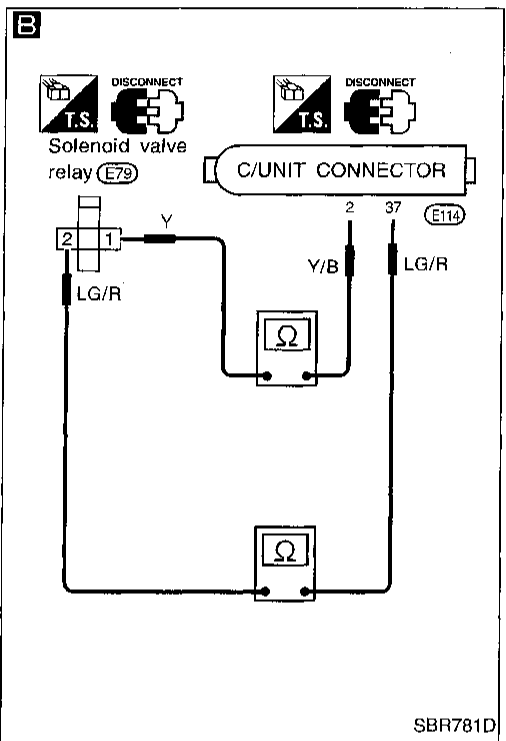 B
DISCONNECT
DISCONNECT
T.S.
T.S.
Solenoid valve
relay E79
C/UNIT CONNECTOR
2 37
E114
2 1
Y
Y/B
LG/R
LG/R
Ω
Ω
SBR781D